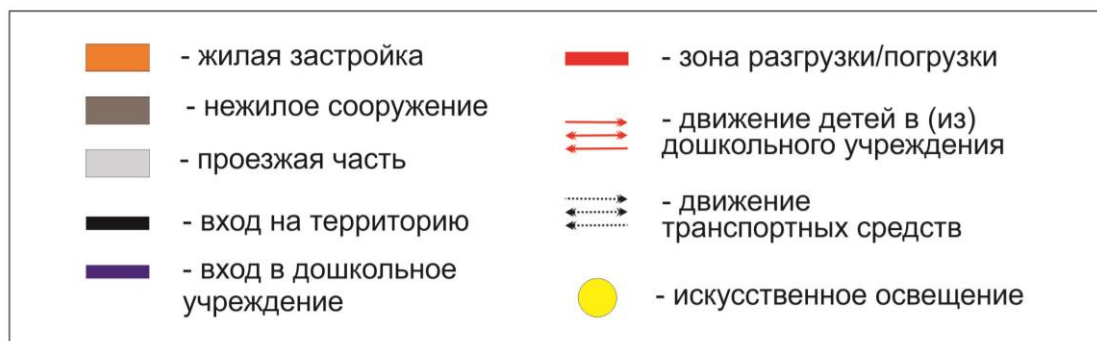 - жилая застройка
- нежилое сооружение
- проезжая часть
- вход на территорию
- вход в дошкольное
учреждение
- зона разгрузки/погрузки
- движение детей в (из)
дошкольного учреждения
- движение
транспортных средств
- искусственное освещение